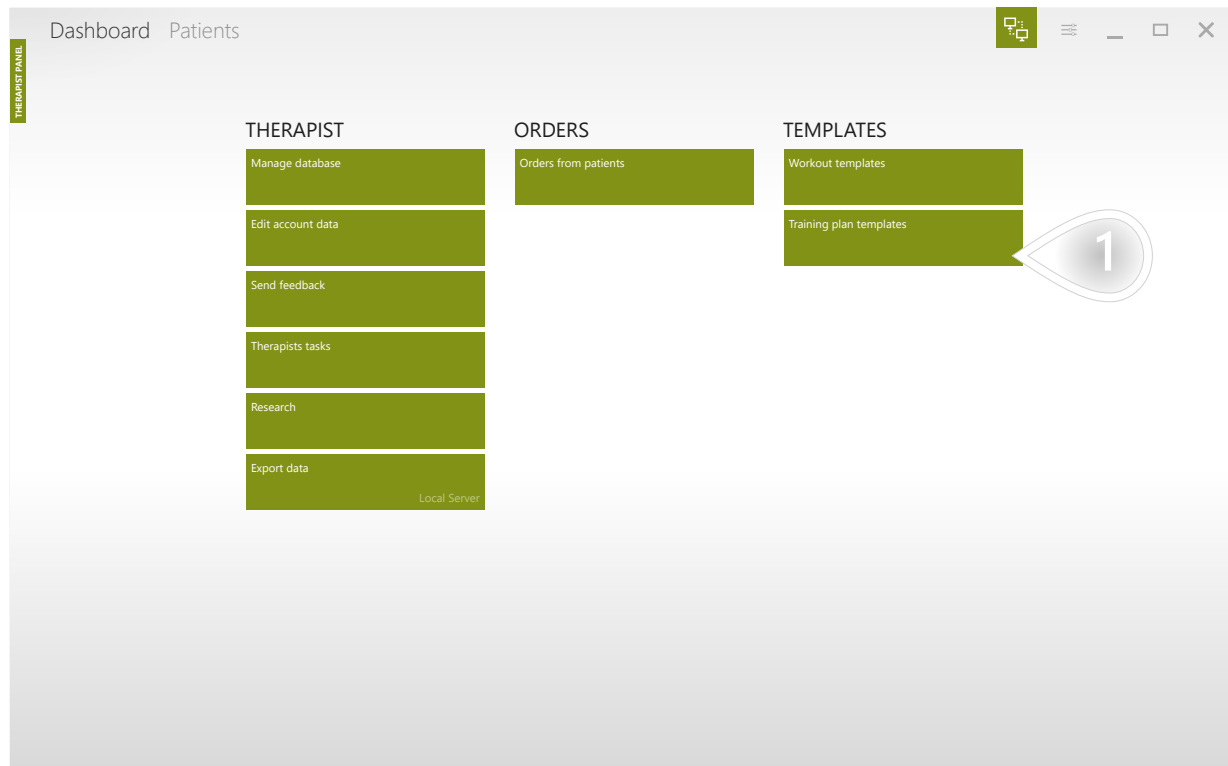 Dashboard Patients
THERAPIST PANEL
THERAPIST
Manage database
Edit account data
Send feedback
Therapists tasks
Research
Export data
Local Server
ORDERS
Orders from patients
TEMPLATES
Workout templates
Training plan templates
1